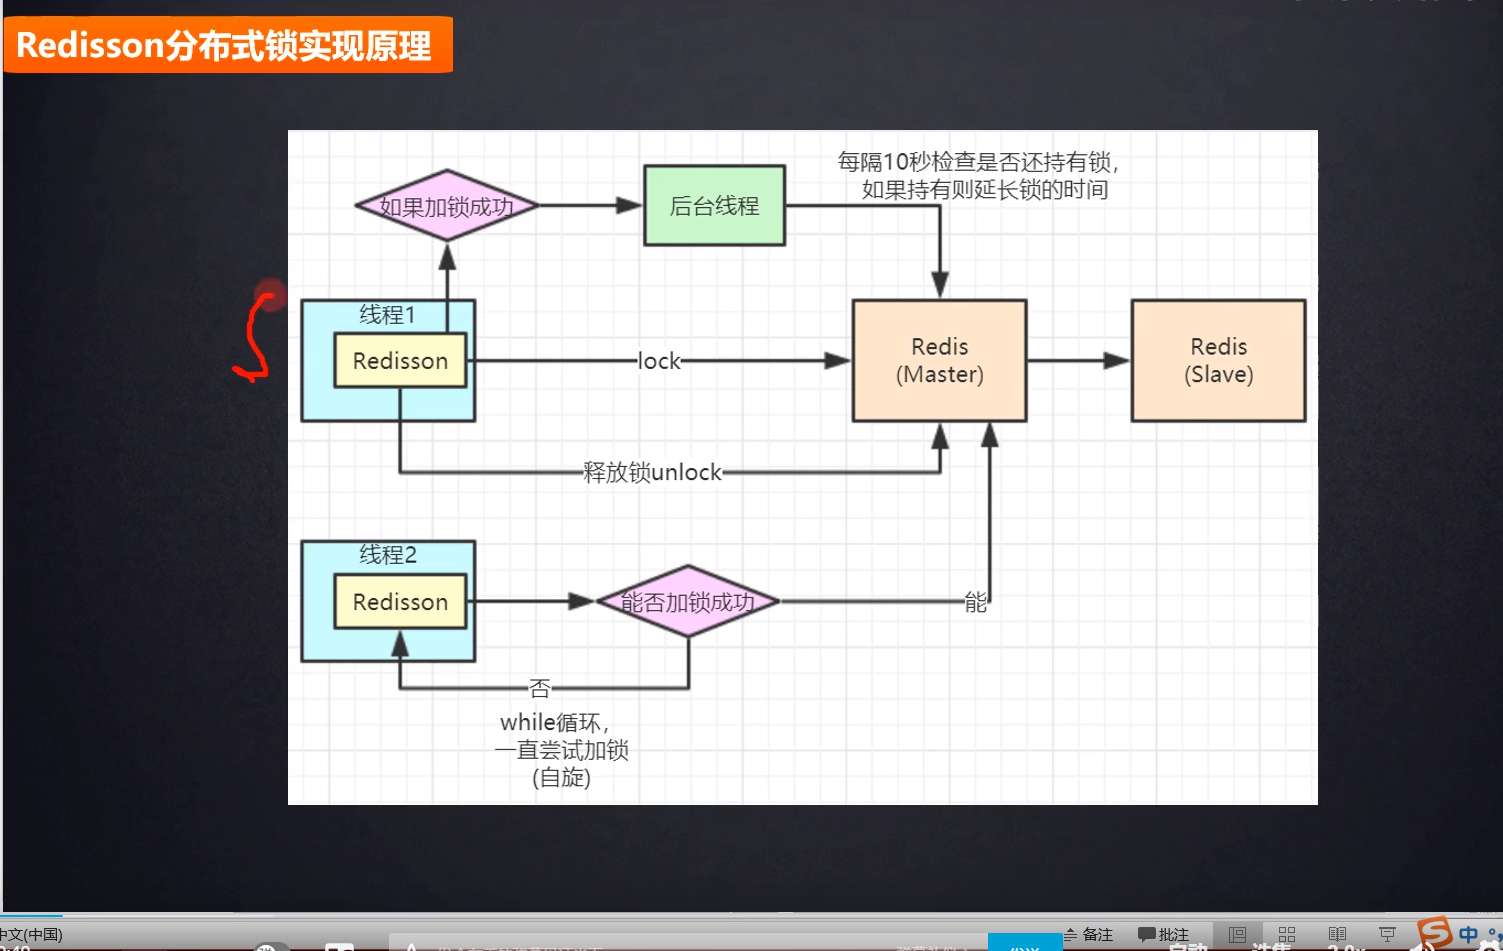 Redisson分布式锁实现原理
每隔10秒检查是否还持有锁，
如果持有则延长锁的时间
如果加锁成功
后台线程
线程1
Redisson
lock
Redis
(Master)
Redis
(Slave)
释放锁unlock
线程2
Redisson
能否加锁成功
能
否
while循环，
一直尝试加锁
(自旋)
中文(中国)
备注
批注
中